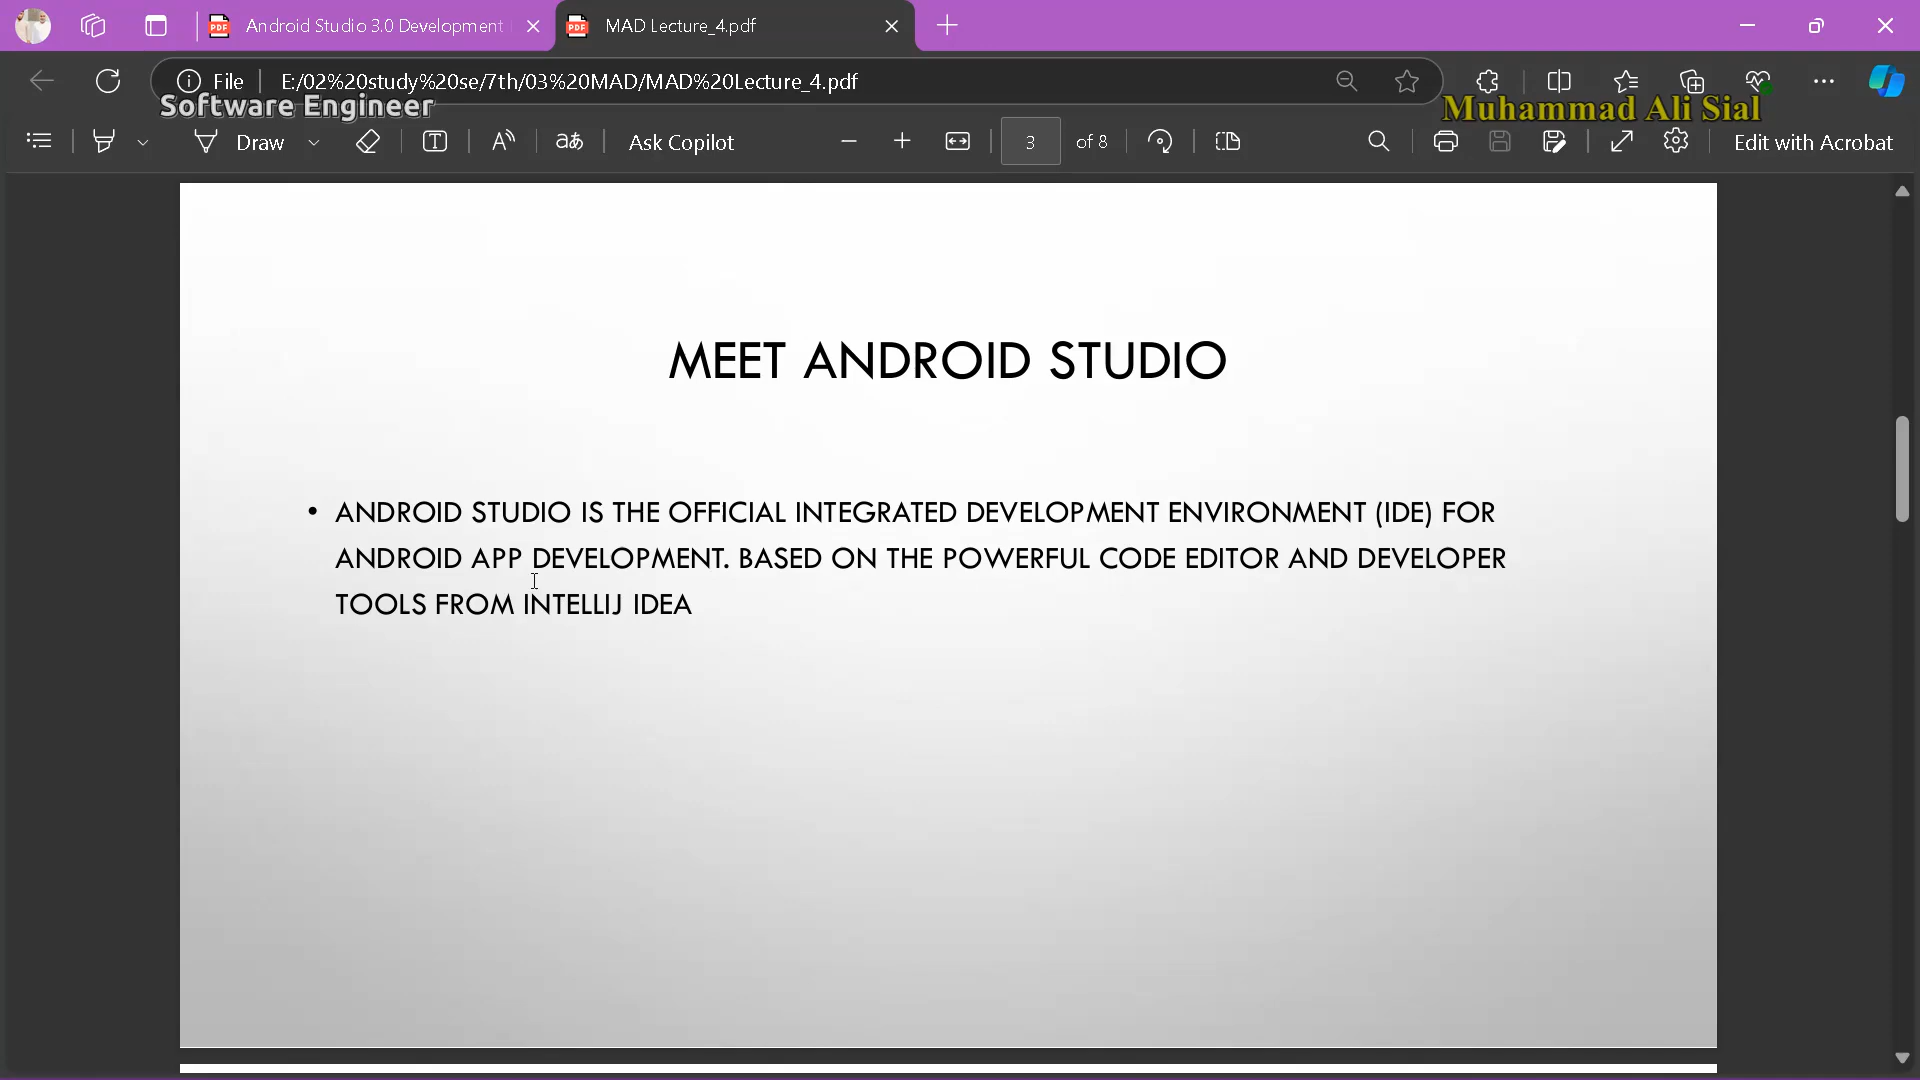 Android Studio 3.0 Development
MAD Lecture_4.pdf
File
E:/02%20study%20se/7th/03%20MAD/MAD%20Lecture_4.pdf
Software Engineer
Muhammad Ali Sial
Draw
aあ
Ask Copilot
3
of 8
Edit with Acrobat
MEET ANDROID STUDIO
• ANDROID STUDIO IS THE OFFICIAL INTEGRATED DEVELOPMENT ENVIRONMENT (IDE) FOR
ANDROID APP DEVELOPMENT. BASED ON THE POWERFUL CODE EDITOR AND DEVELOPER
TOOLS FROM INTELLIJ IDEA